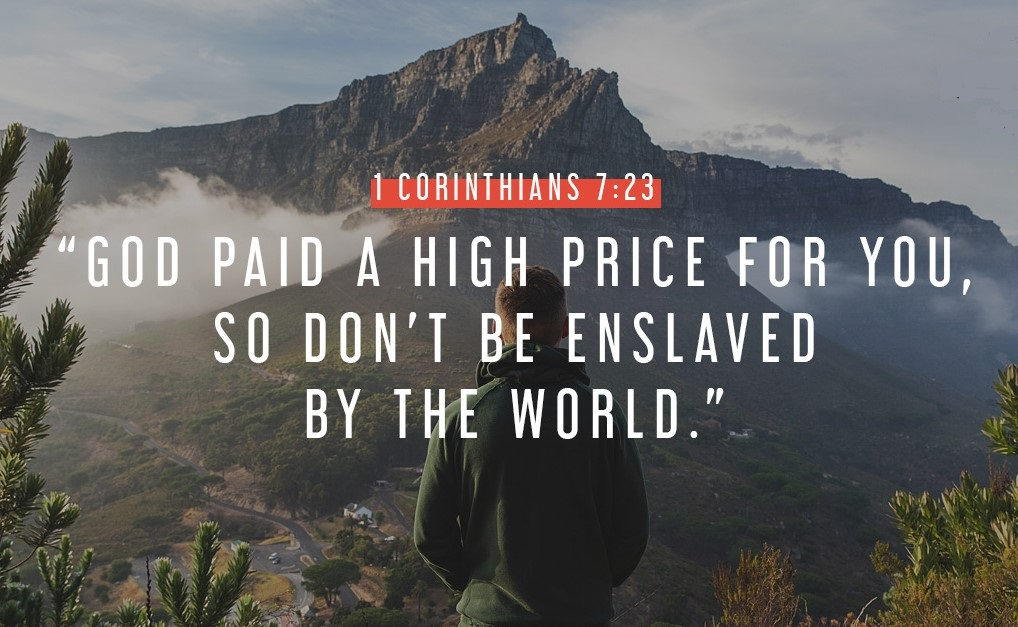 1 CORINTHIANS 7:23
“GOD PAID A HIGH PRICE FOR YOU,
SO DON’T BE ENSLAVED
BY THE WORLD.”